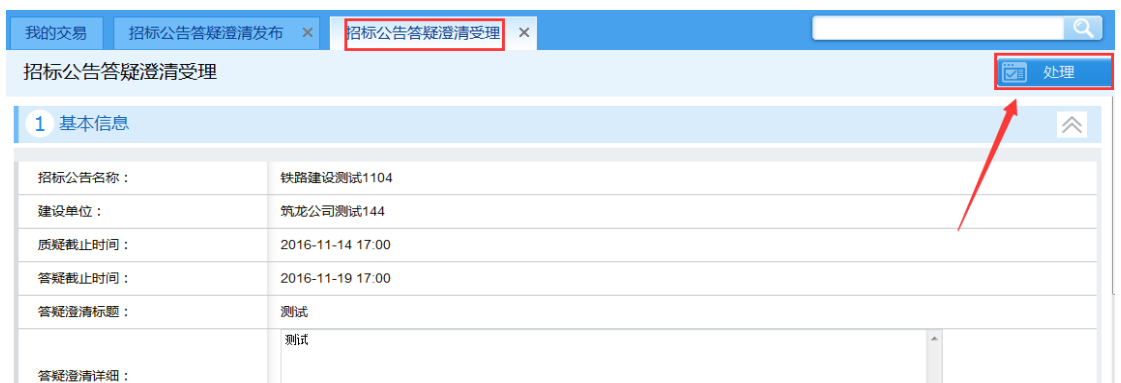 我的交易 招标公告答疑澄清发布 × 招标公告答疑澄清受理 ×
招标公告答疑澄清受理 处理
1 基本信息
招标公告名称： 铁路建设测试1104
建设单位： 筑龙公司测试144
质疑截止时间： 2016-11-14 17:00
答疑截止时间： 2016-11-19 17:00
答疑澄清标题： 测试
测试
答疑澄清详细：